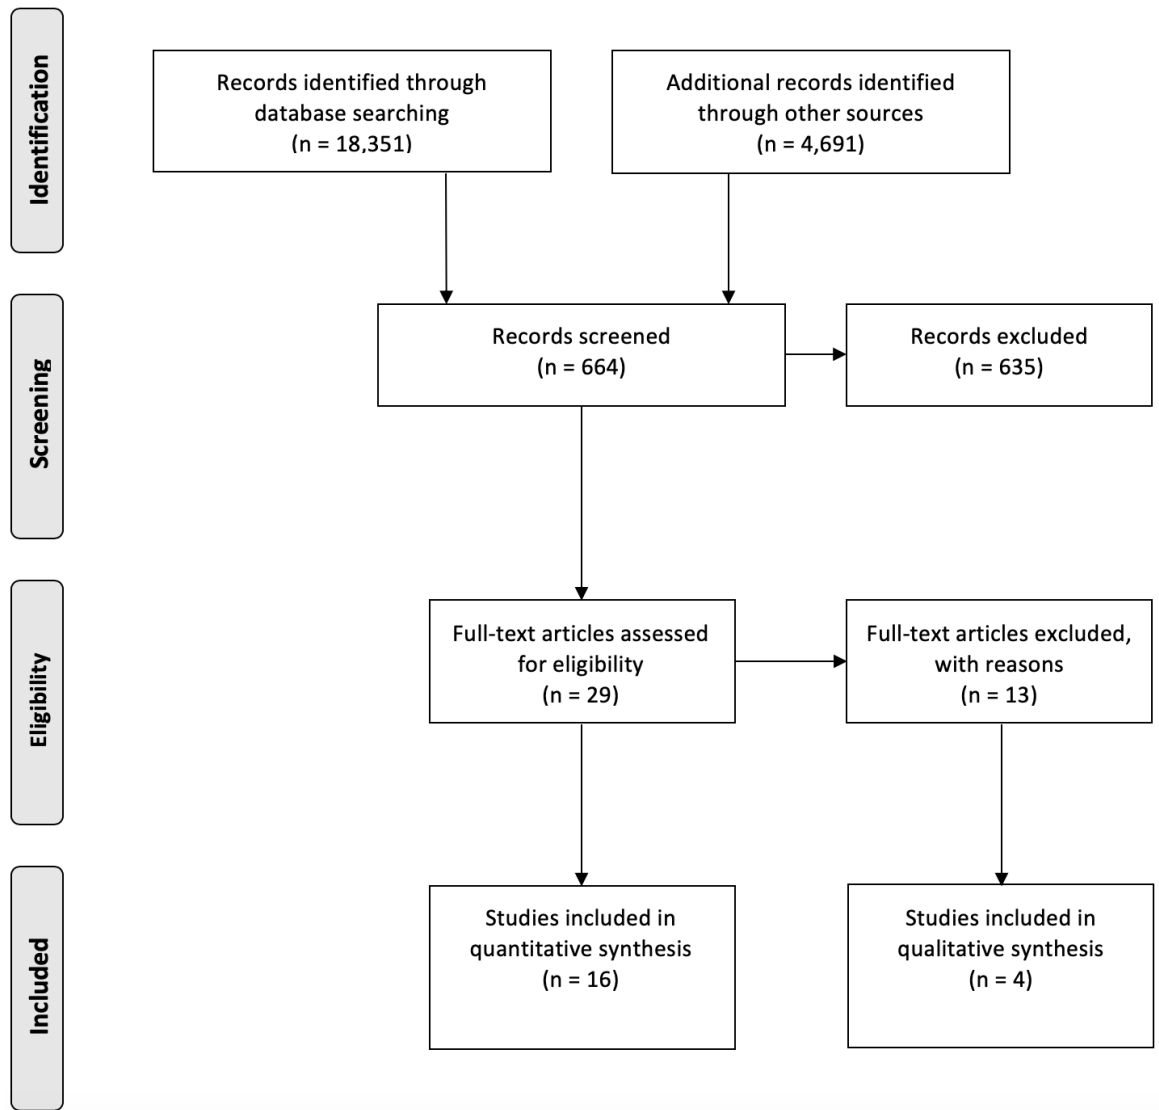 Identification
Records identified through
database searching
(n = 18,351)
Additional records identified
through other sources
(n = 4,691)
Screening
Records screened
(n = 664)
Records excluded
(n = 635)
Eligibility
Full-text articles assessed
for eligibility
(n = 29)
Full-text articles excluded,
with reasons
(n = 13)
Included
Studies included in
quantitative synthesis
(n = 16)
Studies included in
qualitative synthesis
(n = 4)